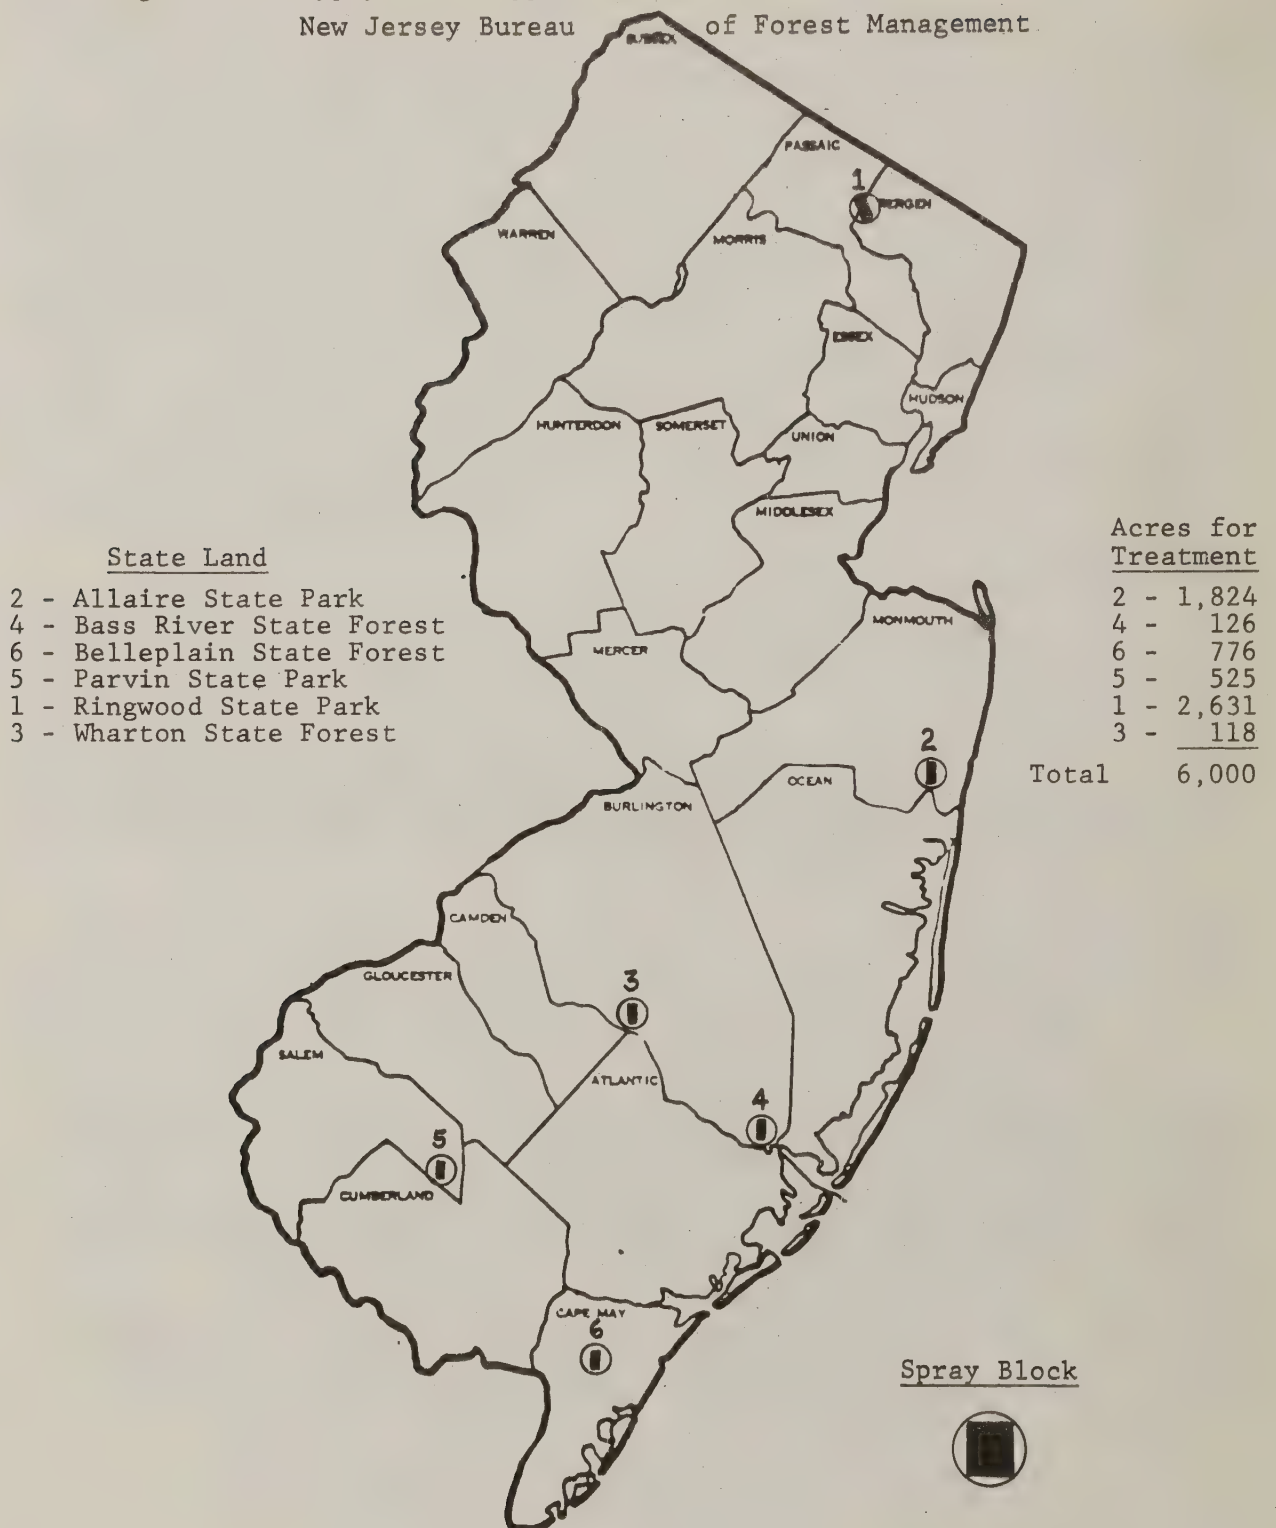 New Jersey Bureau of Forest Management
SUSSEX
PASSAIC
1
BERGEN
WARREN
MORRIS
ESSEX
HUDSON
HUNTERDON
SOMERSET
UNION
MIDDLESEX
State Land
2 - Allaire State Park
4 - Bass River State Forest
6 - Belleplain State Forest
5 - Parvin State Park
1 - Ringwood State Park
3 - Wharton State Forest
Acres for
Treatment
2 - 1,824
4 - 126
6 - 776
5 - 525
1 - 2,631
3 - 118
Total 6,000
MONMOUTH
MERCER
2
OCEAN
BURLINGTON
CAMDEN
GLOUCESTER
3
SALEM
ATLANTIC
4
5
CUMBERLAND
CAPE MAY
6
Spray Block